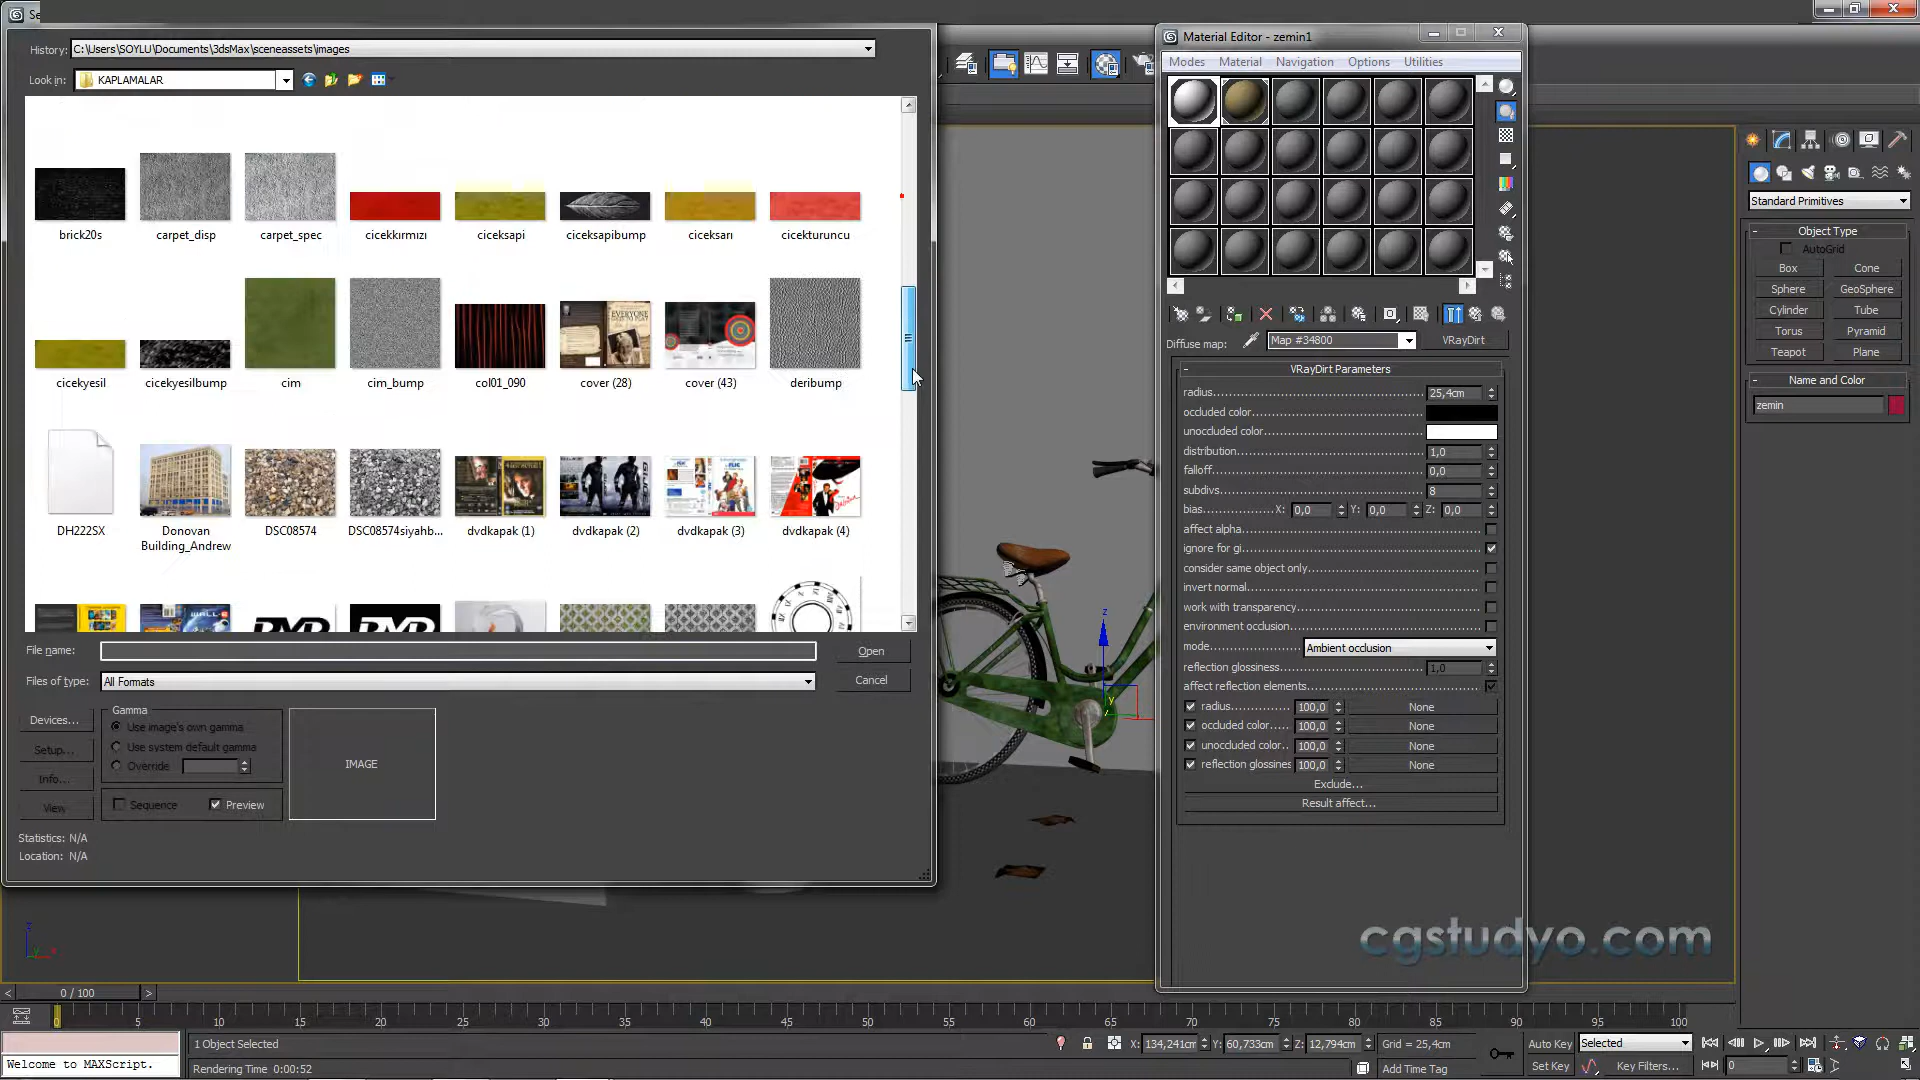 Se
History: C:\Users\SOYLU\Documents\3dsMax\sceneassets\images
Look in: KAPLAMALAR
brick20s carpet_disp carpet_spec cicekkırmızı ciceksapi ciceksapibump ciceksarı cicekturuncu
cicekyesil cicekyesilbump cim cim_bump col01_090 cover (28) cover (43) deribump
EVERYONE
DH222SX Donovan Building_Andrew DSC08574 DSC08574siyahb... dvdkapak (1) dvdkapak (2) dvdkapak (3) dvdkapak (4)
File name: Open
Files of type: All Formats Cancel
Devices...
Setup...
Info...
View
Gamma
Use image's own gamma
Use system default gamma
Override
Sequence Preview
IMAGE
Statistics: N/A
Location: N/A
Material Editor - zemin1
Modes Material Navigation Options Utilities
Diffuse map: Map #34800 VRayDirt
- VRayDirt Parameters
radius 25,4cm
occluded color
unoccluded color
distribution 1,0
falloff 0,0
subdivs 8
bias X: 0,0 Y: 0,0 Z: 0,0
affect alpha
ignore for gi
consider same object only
invert normal
work with transparency
environment occlusion
mode Ambient occlusion
reflection glossiness 1,0
affect reflection elements
radius 100,0 None
occluded color 100,0 None
unoccluded color 100,0 None
reflection glossines 100,0 None
Exclude...
Result affect...
Standard Primitives
- Object Type
AutoGrid
Box Cone
Sphere GeoSphere
Cylinder Tube
Torus Pyramid
Teapot Plane
- Name and Color
zemin
z
y
cgstudyo.com
< 0 / 100 >
0 5 10 15 20 25 30 35 40 45 50 55 60 65 70 75 80 85 90 95 100
Welcome to MAXScript.
1 Object Selected
Rendering Time 0:00:52
X: 134,241cm Y: 60,733cm Z: 12,794cm Grid = 25,4cm
Add Time Tag
Auto Key Selected
Set Key Key Filters... 0